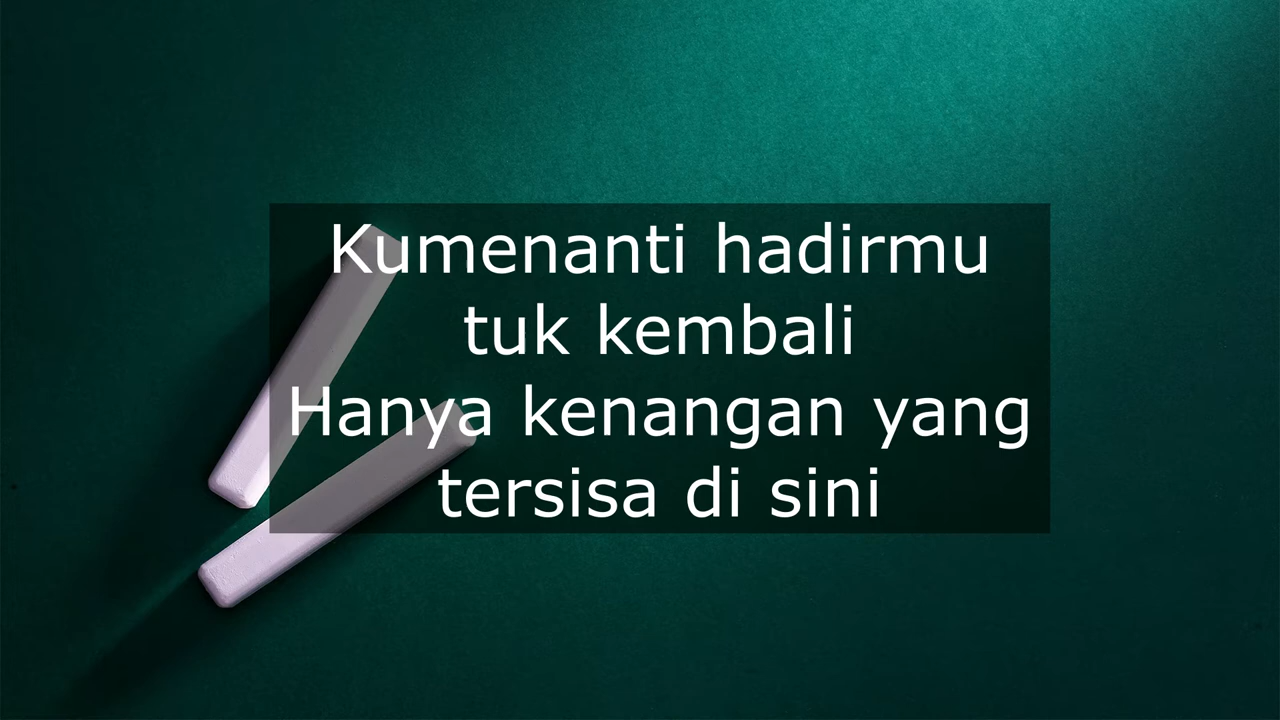 Kumenanti hadirmu
tuk kembali
Hanya kenangan yang
tersisa di sini